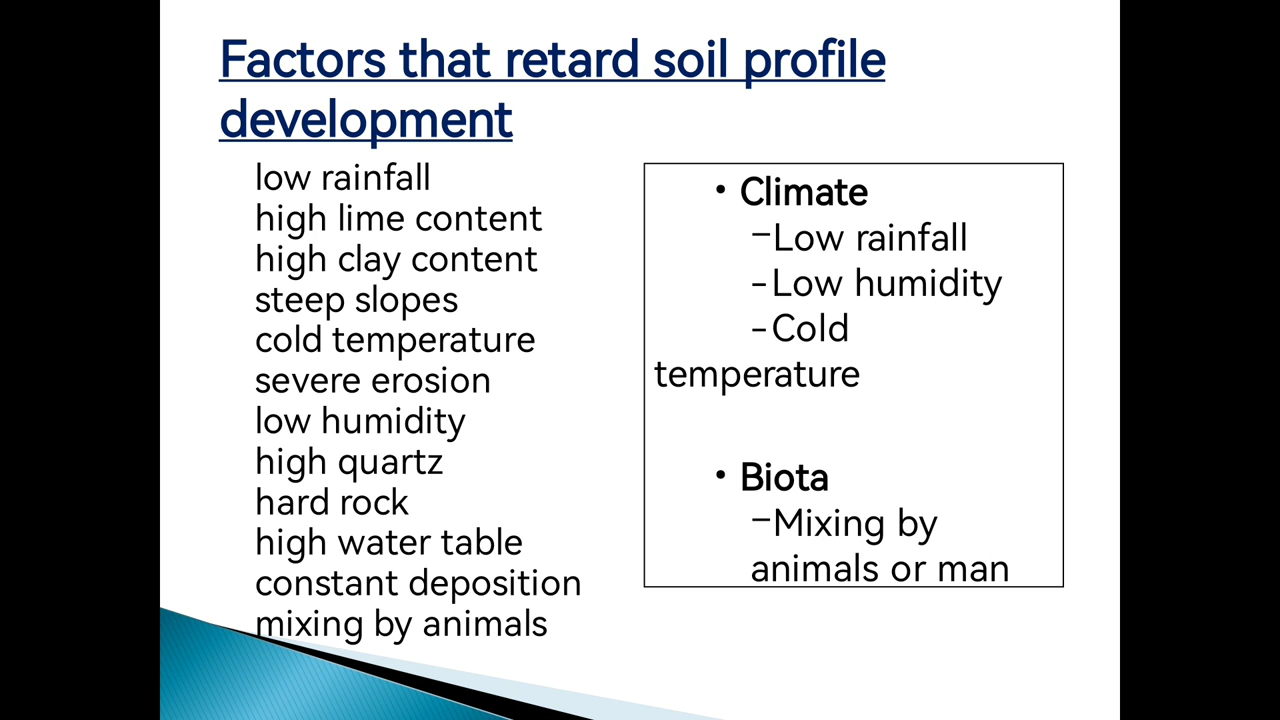 Factors that retard soil profile
development
low rainfall
high lime content
high clay content
steep slopes
cold temperature
severe erosion
low humidity
high quartz
hard rock
high water table
constant deposition
mixing by animals
• Climate
–Low rainfall
–Low humidity
–Cold
temperature
• Biota
–Mixing by
animals or man